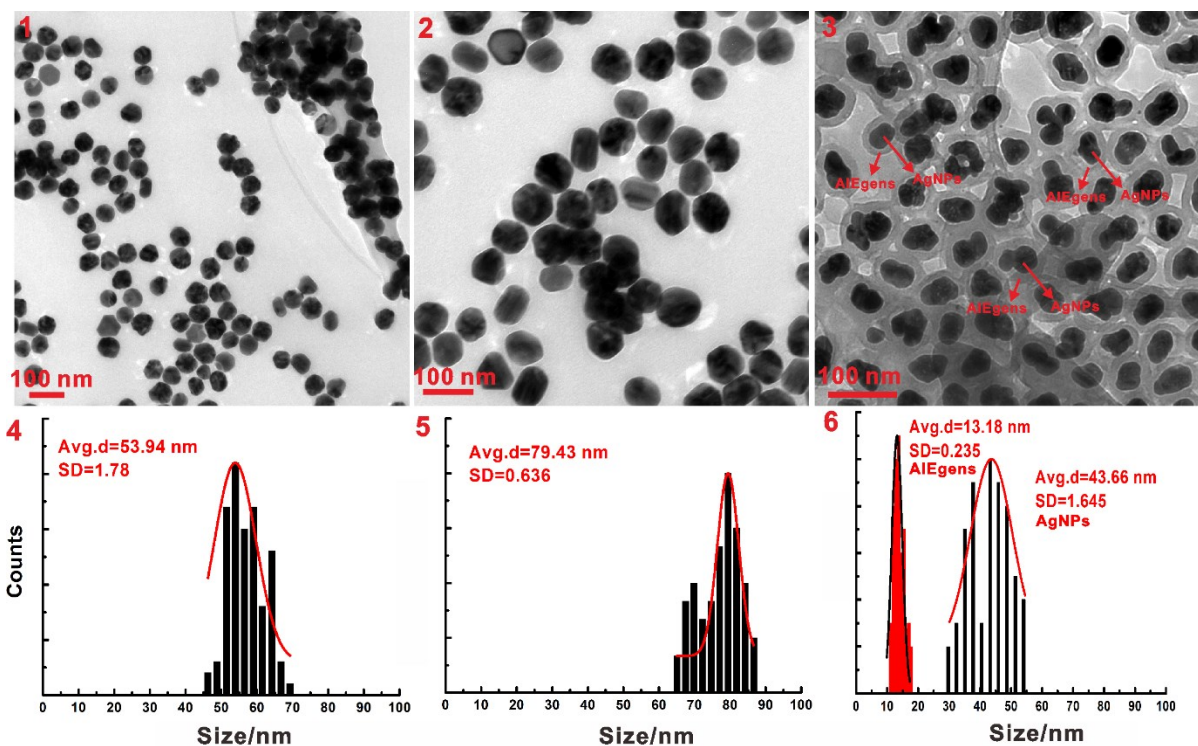 1
2
3
AIEgens
AgNPs
AIEgens
AgNPs
AIEgens
AgNPs
100 nm
100 nm
100 nm
4
Avg.d=53.94 nm
SD=1.78
Counts
0 10 20 30 40 50 60 70 80 90 100
Size/nm
5
Avg.d=79.43 nm
SD=0.636
0 10 20 30 40 50 60 70 80 90 100
Size/nm
6
Avg.d=13.18 nm
SD=0.235
AIEgens
Avg.d=43.66 nm
SD=1.645
AgNPs
0 10 20 30 40 50 60 70 80 90 100
Size/nm